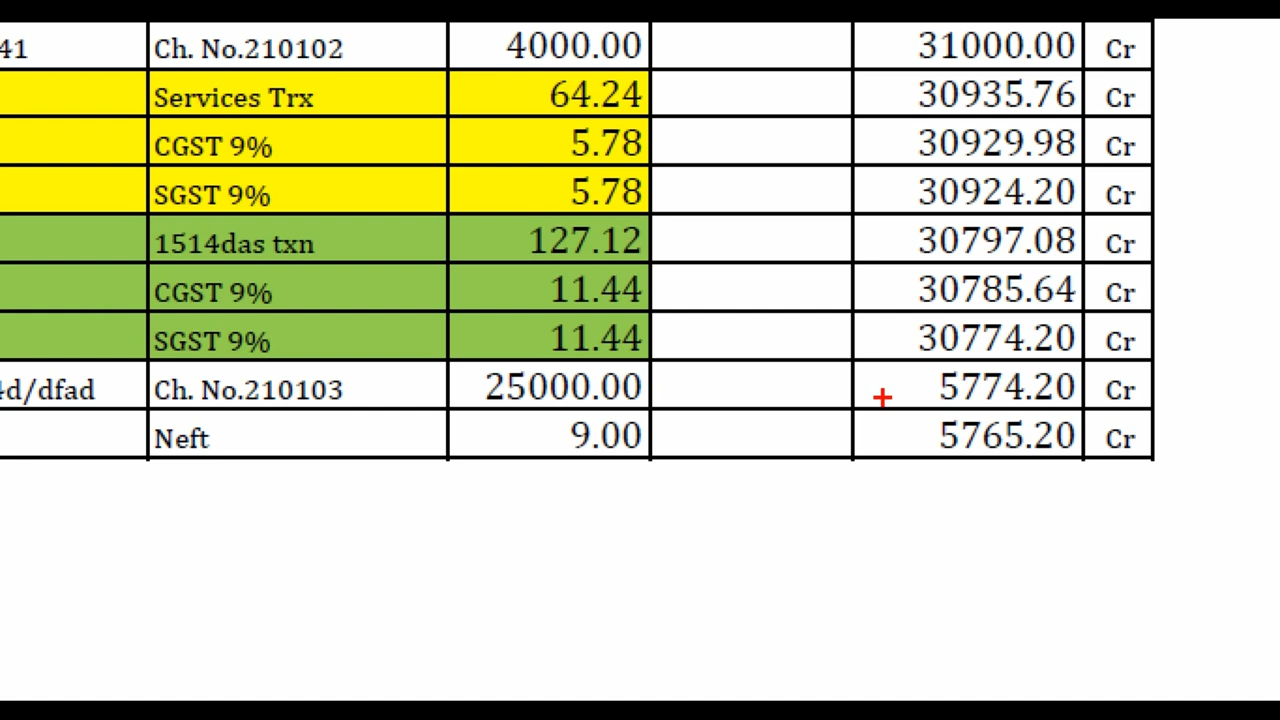 41 Ch. No.210102 4000.00 31000.00 Cr
Services Trx 64.24 30935.76 Cr
CGST 9% 5.78 30929.98 Cr
SGST 9% 5.78 30924.20 Cr
1514das txn 127.12 30797.08 Cr
CGST 9% 11.44 30785.64 Cr
SGST 9% 11.44 30774.20 Cr
4d/dfad Ch. No.210103 25000.00 5774.20 Cr
Neft 9.00 5765.20 Cr